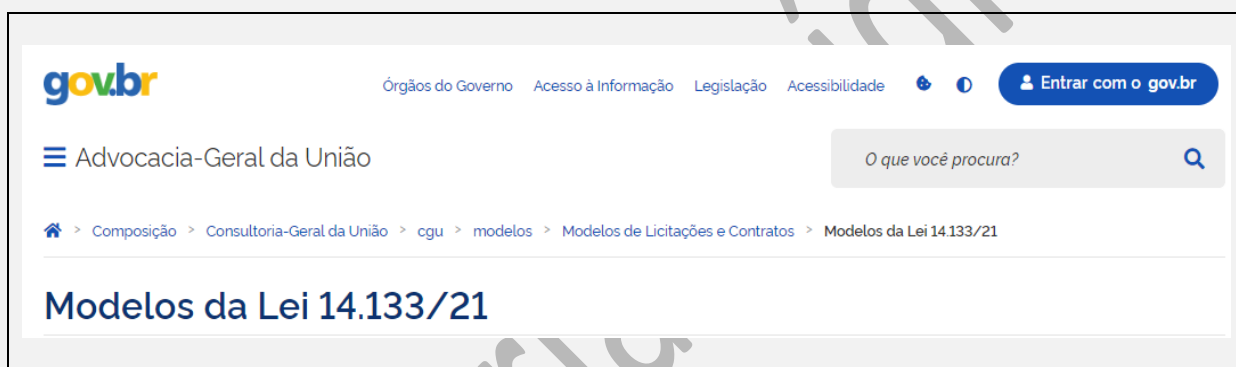 gov.br
Órgãos do Governo Acesso à Informação Legislação Acessibilidade Entrar com o gov.br
Advocacia-Geral da União
O que você procura?
> Composição > Consultoria-Geral da União > cgu > modelos > Modelos de Licitações e Contratos > Modelos da Lei 14.133/21
Modelos da Lei 14.133/21